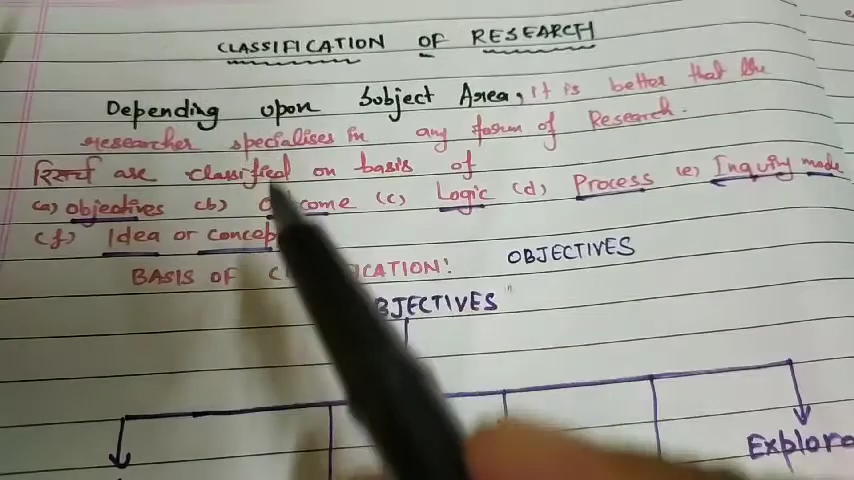 CLASSIFICATION OF RESEARCH
Depending upon Subject Area, it is better that the
researcher specialises in any form of Research.
रिसर्च are classified on basis of
(a) objectives (b) come (c) Logic (d) Process (e) Inquiry made
(f) Idea or concep
BASIS OF C ICATION: OBJECTIVES
BJECTIVES"
Explora